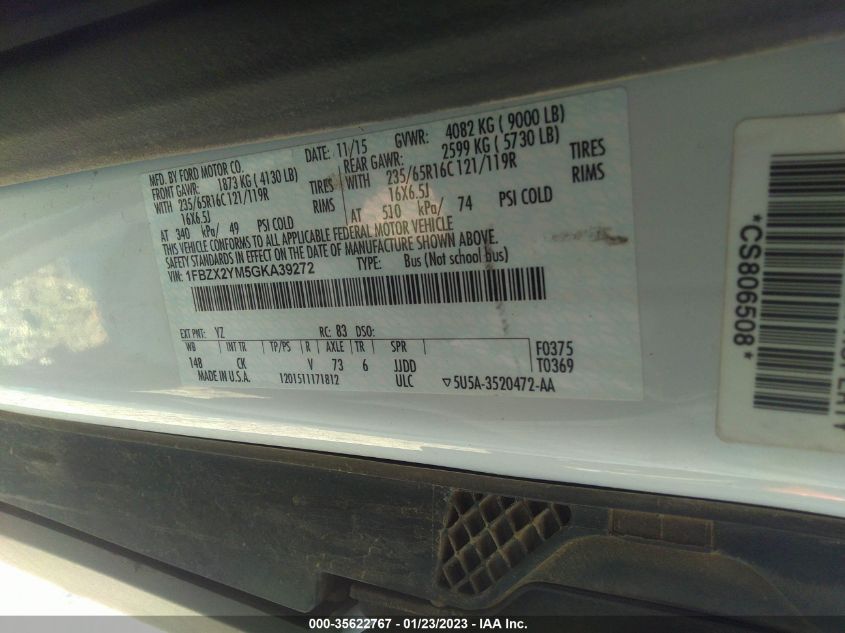 MFD. BY FORD MOTOR CO.
DATE: 11/15
GVWR: 4082 KG ( 9000 LB)
FRONT GAWR: 1873 KG ( 4130 LB)
REAR GAWR: 2599 KG ( 5730 LB)
WITH 235/65R16C 121/119R TIRES
WITH 235/65R16C 121/119R TIRES
16X6.5J RIMS
16X6.5J RIMS
AT 340 kPa/ 49 PSI COLD
AT 510 kPa/ 74 PSI COLD
THIS VEHICLE CONFORMS TO ALL APPLICABLE FEDERAL MOTOR VEHICLE
SAFETY STANDARDS IN EFFECT ON THE DATE OF MANUFACTURE SHOWN ABOVE.
VIN: 1FBZX2YM5GKA39272
TYPE: Bus (Not school bus)
EXT PNT: YZ RC: 83 DSO:
WB INT TR TP/PS R AXLE TR SPR F0375
148 CK V 73 6 JJDD T0369
MADE IN U.S.A. 1201511171812 ULC ▽5U5A-3520472-AA
*CS806508*
000-35622767 - 01/23/2023 - IAA Inc.